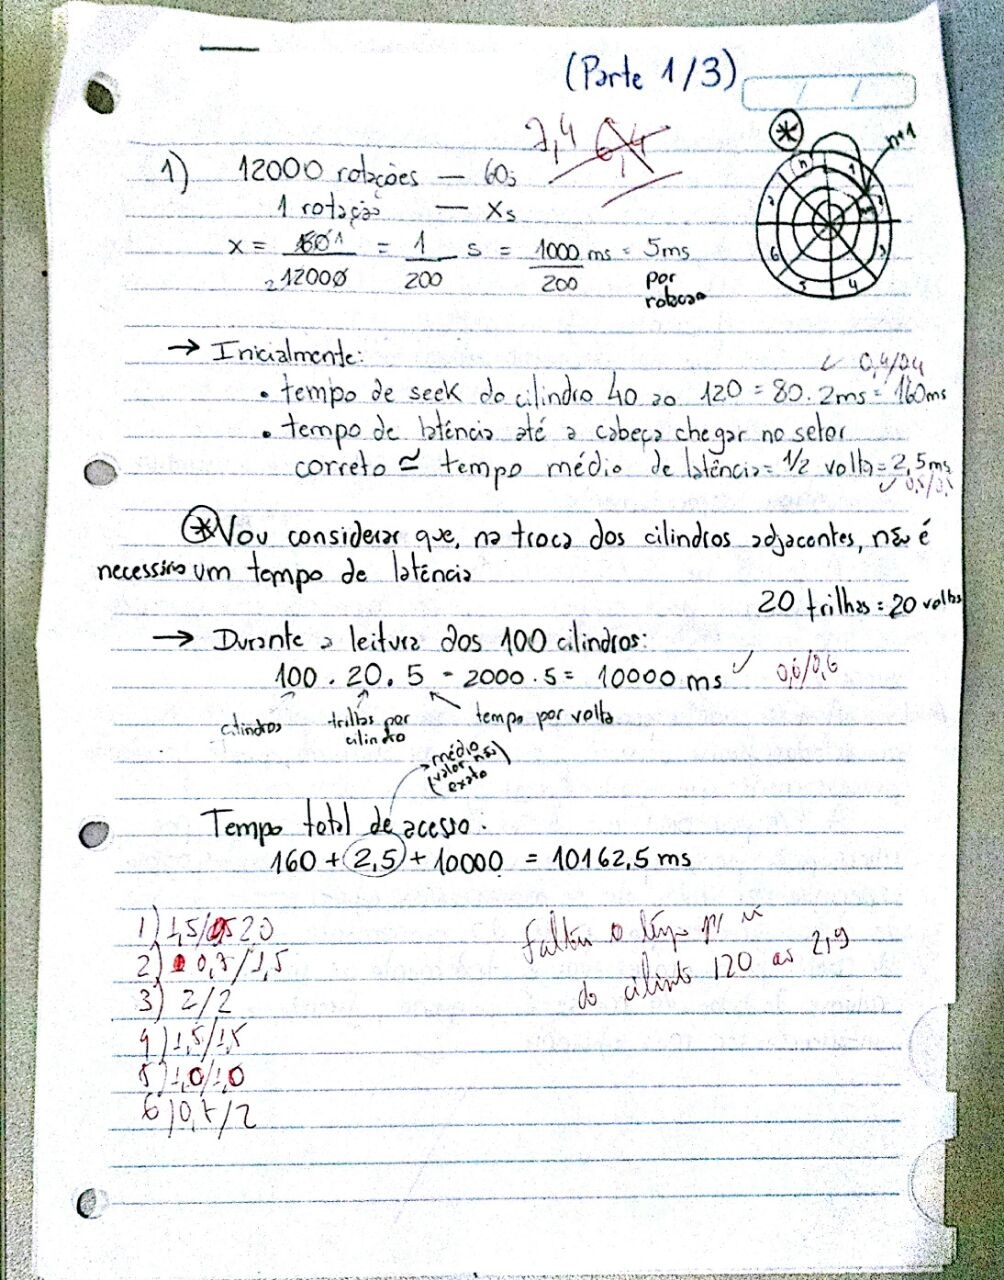 (Parte 1/3)
7,4 6,4
*
n+1
n 1
6 3
5 4
1) 12000 rotações — 60s
1 rotação — Xs
x = 60 1 = 1 s = 1000 ms = 5ms
2 12000 200 200 por
rotação
→ Inicialmente:
✓ 0,4/0,4
• tempo de seek do cilindro 40 ao 120 = 80.2ms = 160ms
• tempo de latência até a cabeça chegar no setor
correto ≃ tempo médio de latência = 1/2 volta = 2,5ms
✓ 0,5/0,5
* Vou considerar que, na troca dos cilindros adjacentes, não é
necessário um tempo de latência
20 trilhas = 20 voltas
→ Durante a leitura dos 100 cilindros:
100 . 20 . 5 = 2000 . 5 = 10000 ms ✓ 0,6/0,6
cilindros trilhas por tempo por volta
cilindro
médio
(valor não
exato)
Tempo total de acesso:
160 + 2,5 + 10000 = 10162,5 ms
1) 1,5/2,0
2) 0,7/1,5
3) 2/2
4) 1,5/1,5
5) 1,0/1,0
6) 0,7/2
Faltou o tempo p/ ir
do cilindro 120 ao 219